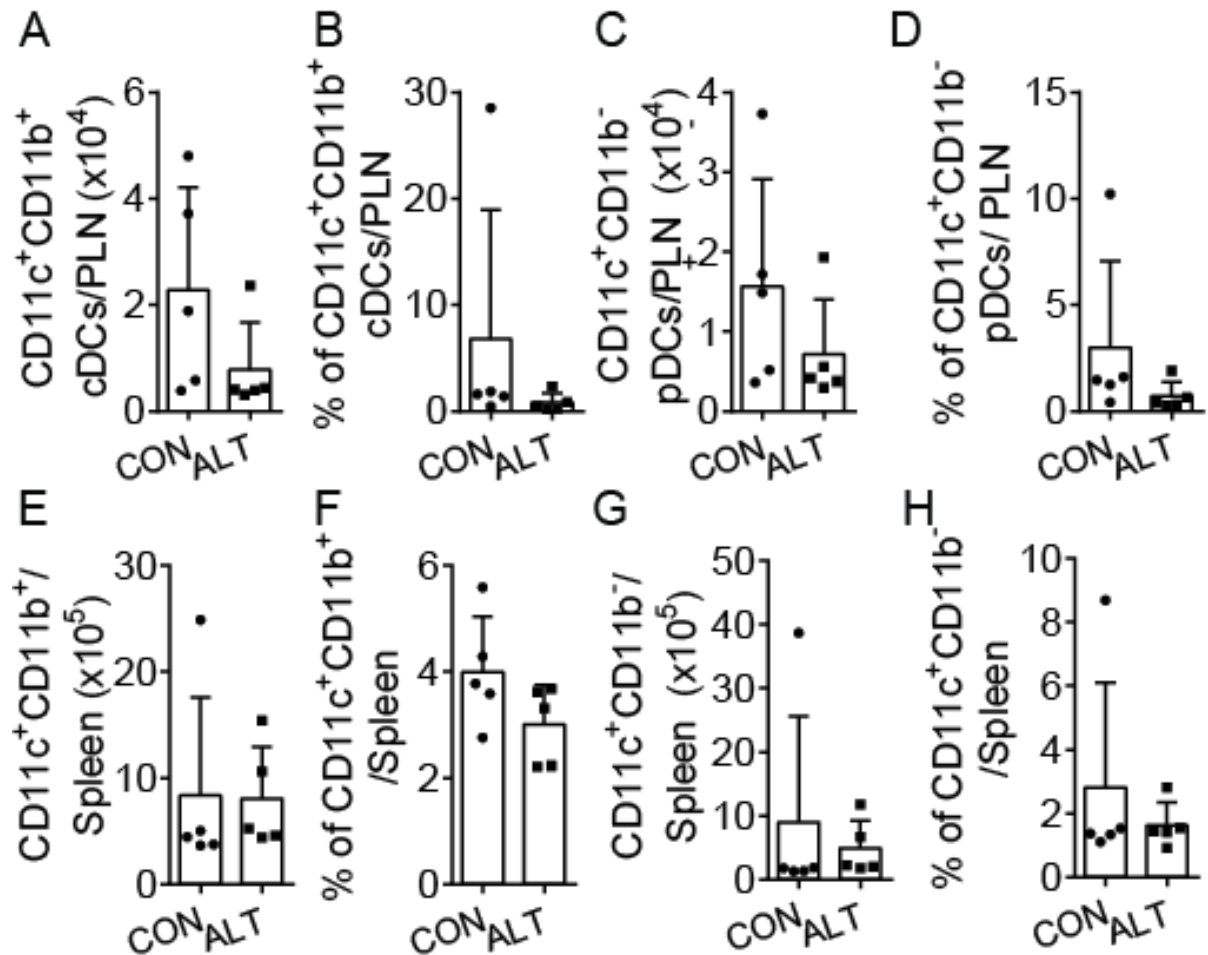 A
CD11c⁺CD11b⁺
cDCs/PLN (x10⁴)
6
4
2
0
CON
ALT
B
% of CD11c⁺CD11b⁺
cDCs/PLN
30
20
10
0
CON
ALT
C
CD11c⁺CD11b⁻
pDCs/PLN (x10⁴)
+
-
4
3
2
1
0
CON
ALT
D
% of CD11c⁺CD11b⁻
pDCs/ PLN
15
10
5
0
CON
ALT
E
CD11c⁺CD11b⁺/
Spleen (x10⁵)
30
20
10
0
CON
ALT
F
% of CD11c⁺CD11b⁺
/Spleen
6
4
2
0
CON
ALT
G
CD11c⁺CD11b⁻/
Spleen (x10⁵)
50
40
30
20
10
0
CON
ALT
H
% of CD11c⁺CD11b⁻
/Spleen
10
8
6
4
2
0
CON
ALT